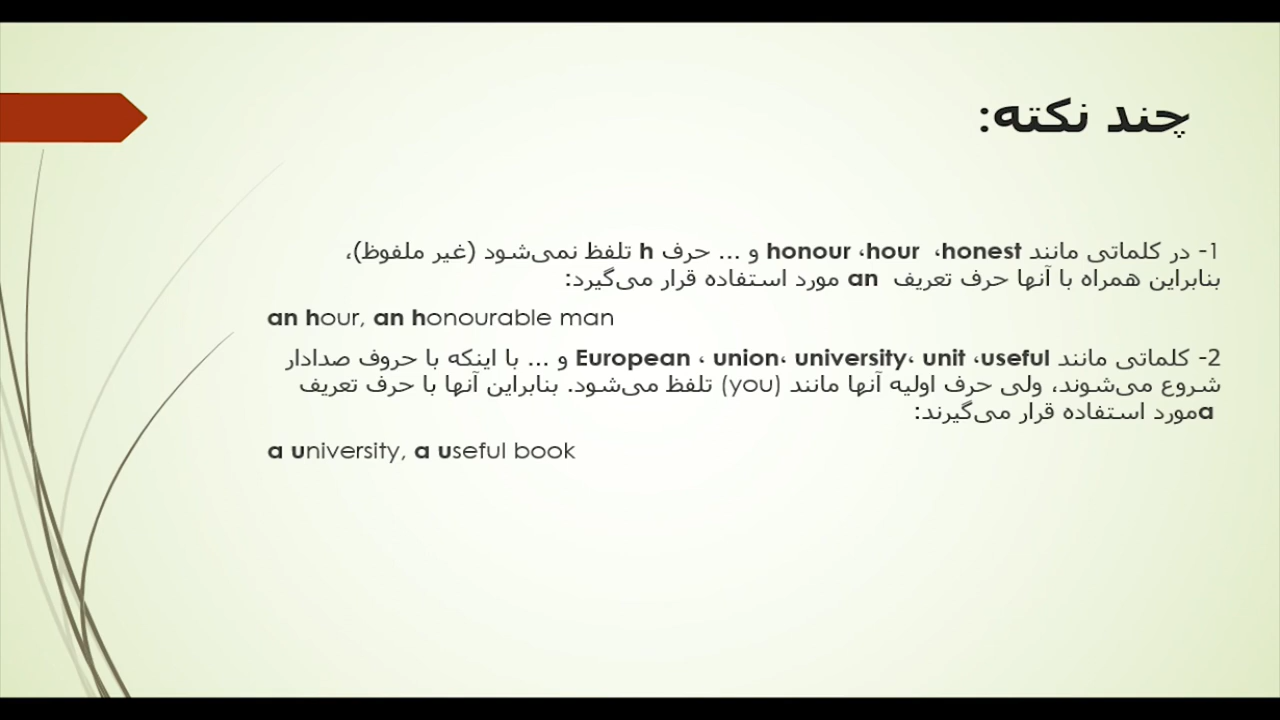 چند نکته:
1- در کلماتی مانند honest، hour، honour و ... حرف h تلفظ نمی‌شود (غیر ملفوظ)،
بنابراین همراه با آنها حرف تعریف an مورد استفاده قرار می‌گیرد:
an hour, an honourable man
2- کلماتی مانند useful، unit ،university ،union ، European و ... با اینکه با حروف صدادار
شروع می‌شوند، ولی حرف اولیه آنها مانند (you) تلفظ می‌شود. بنابراین آنها با حرف تعریف
a مورد استفاده قرار می‌گیرند:
a university, a useful book